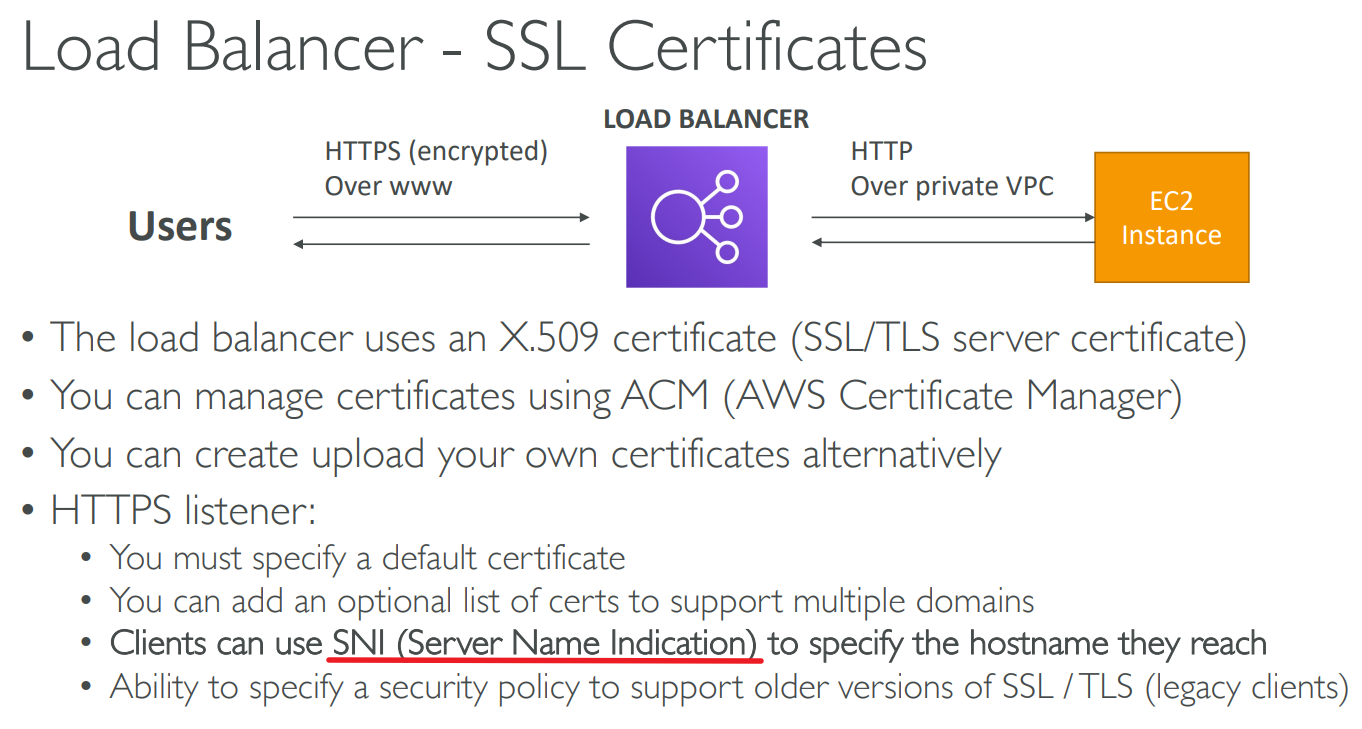 Load Balancer - SSL Certificates
LOAD BALANCER
HTTPS (encrypted)
Over www
HTTP
Over private VPC
Users
EC2
Instance
• The load balancer uses an X.509 certificate (SSL/TLS server certificate)
• You can manage certificates using ACM (AWS Certificate Manager)
• You can create upload your own certificates alternatively
• HTTPS listener:
• You must specify a default certificate
• You can add an optional list of certs to support multiple domains
• Clients can use SNI (Server Name Indication) to specify the hostname they reach
• Ability to specify a security policy to support older versions of SSL / TLS (legacy clients)